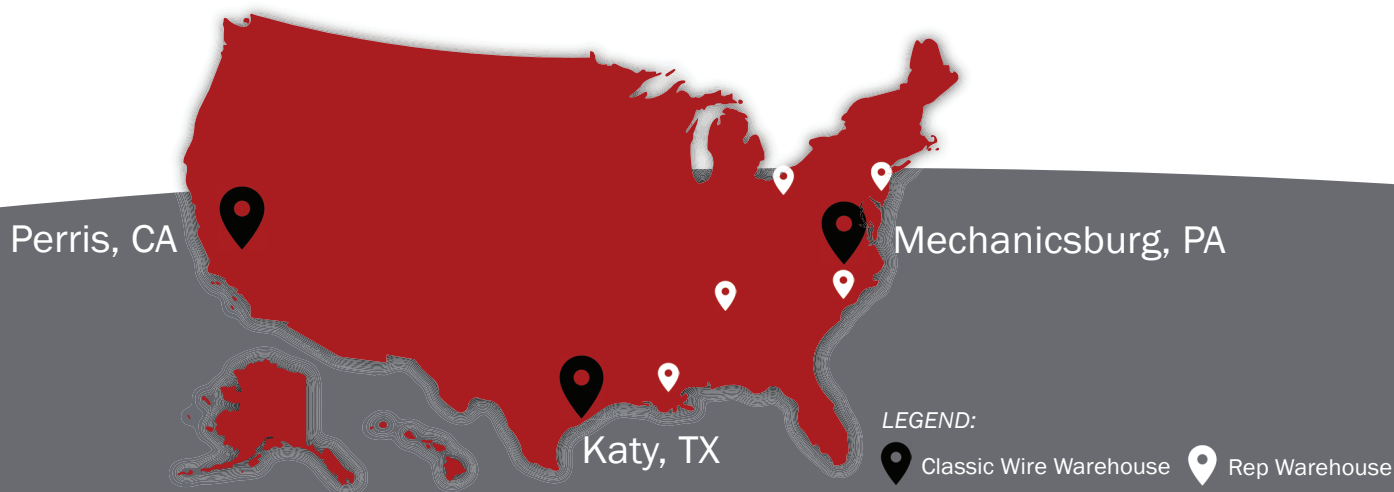 Perris, CA
Mechanicsburg, PA
Katy, TX
LEGEND:
Classic Wire Warehouse
Rep Warehouse